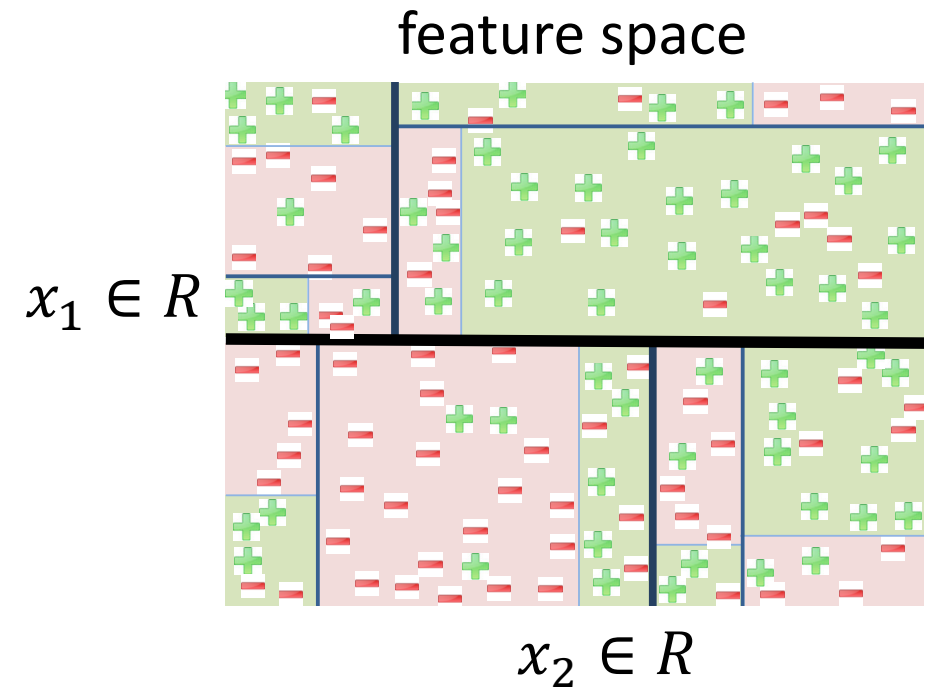 feature space
x₁ ∈ R
x₂ ∈ R